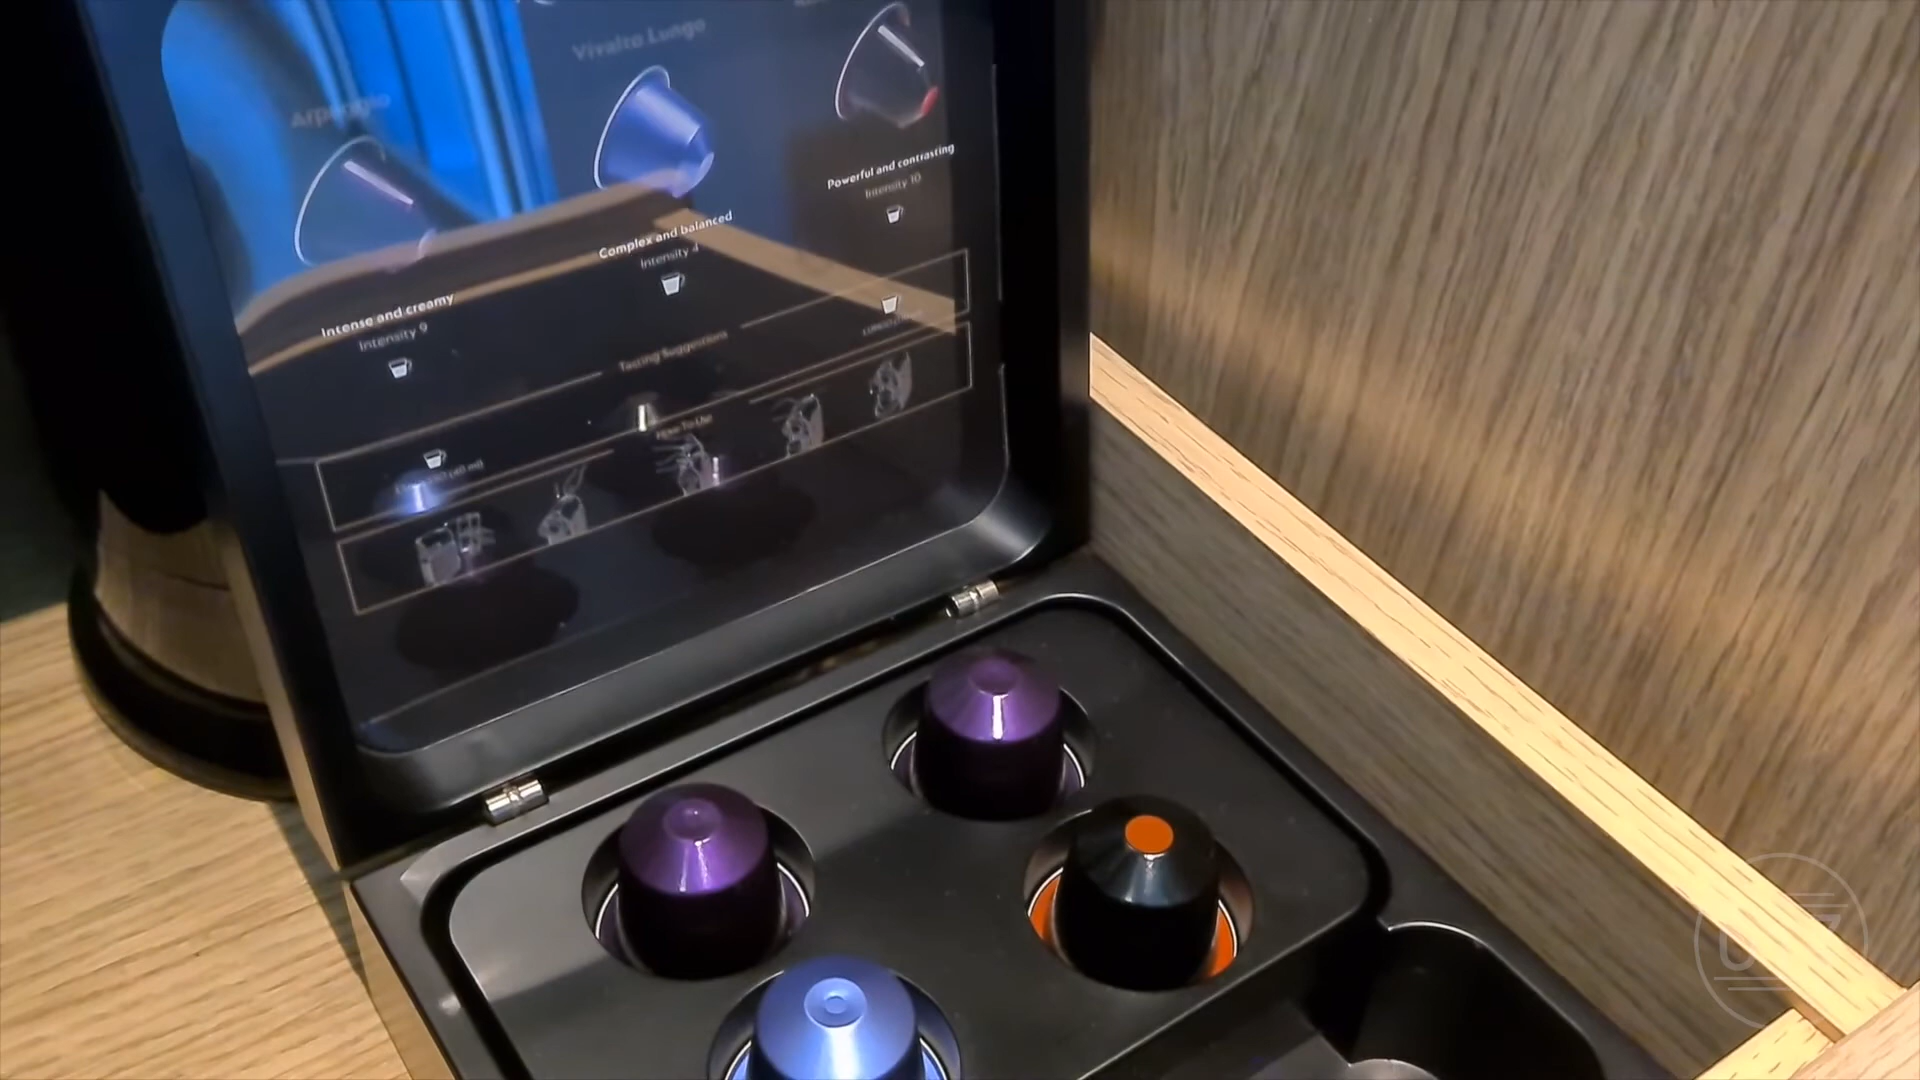 Arpeggio
Intense and creamy
Intensity 9
Vivalto Lungo
Complex and balanced
Intensity 4
Powerful and contrasting
Intensity 10
Tasting Suggestions
How To Use